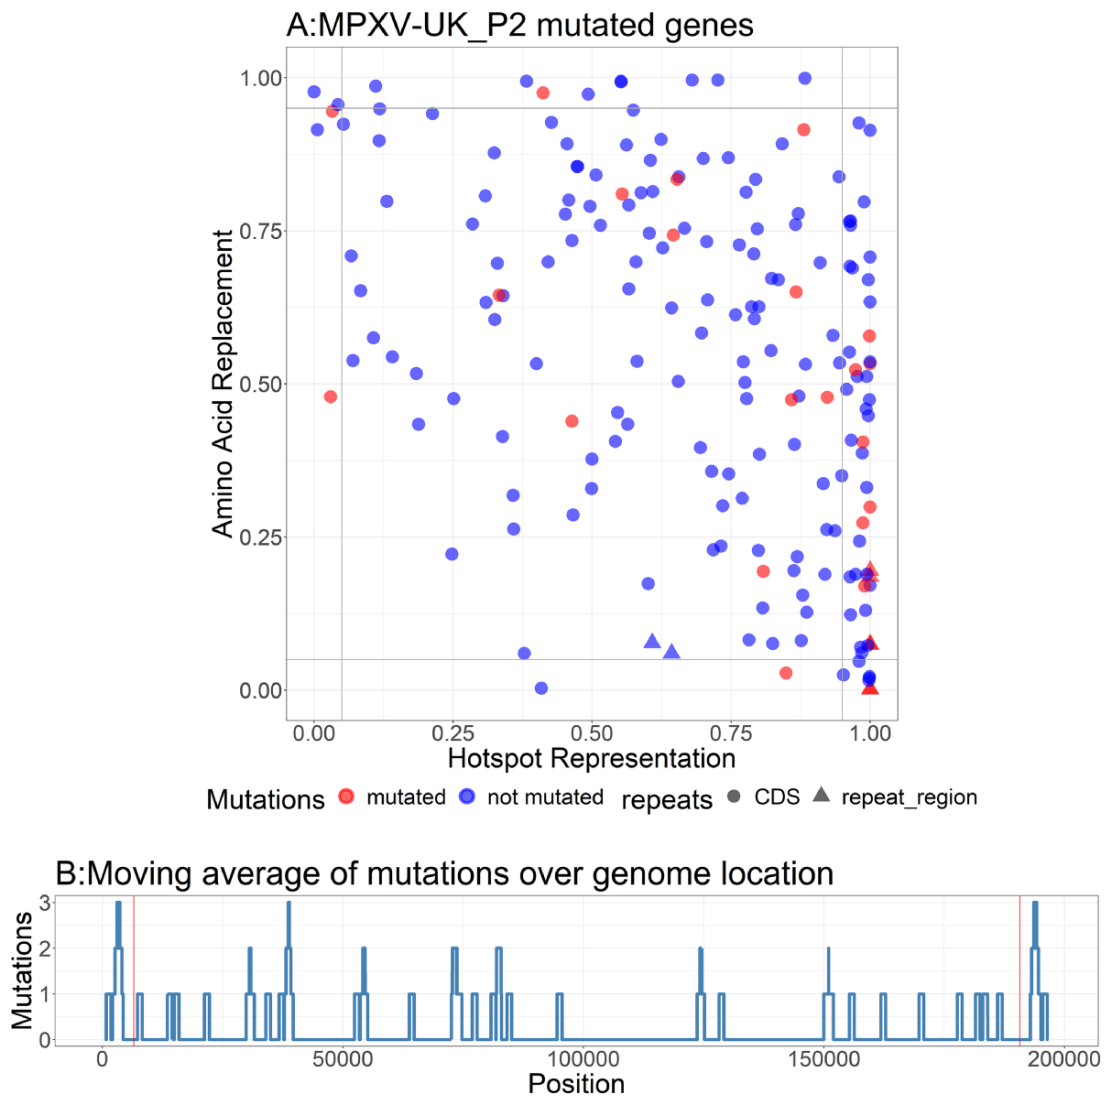 A:MPXV-UK_P2 mutated genes
Amino Acid Replacement
1.00
0.75
0.50
0.25
0.00
0.00 0.25 0.50 0.75 1.00
Hotspot Representation
Mutations mutated not mutated repeats CDS repeat_region
B:Moving average of mutations over genome location
Mutations
3
2
1
0
0 50000 100000 150000 200000
Position